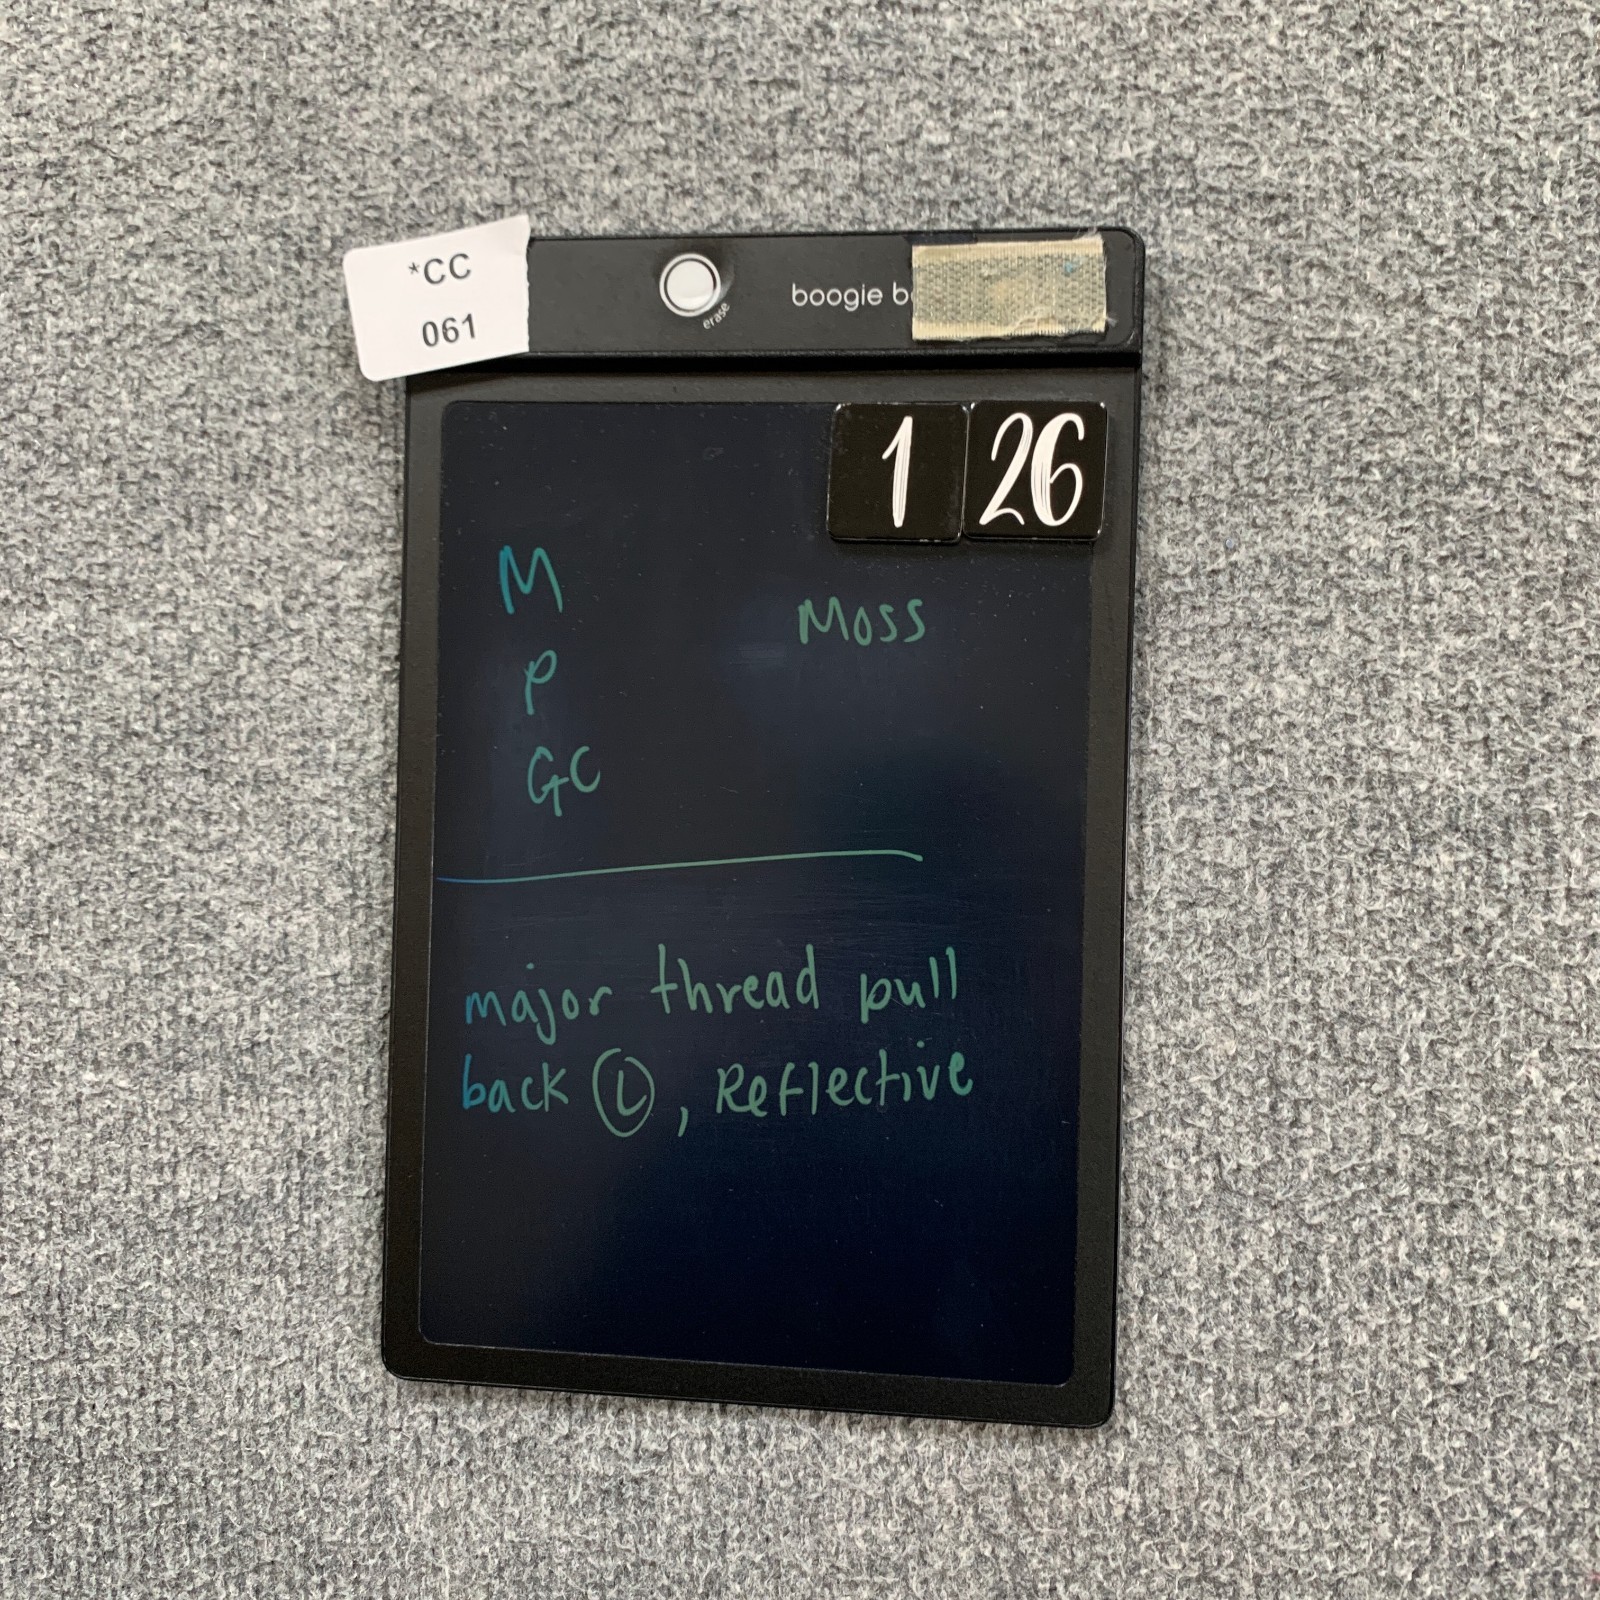 *CC
061
erase
boogie
1 26
M
Moss
P
GC
major thread pull
back Ⓛ, Reflective